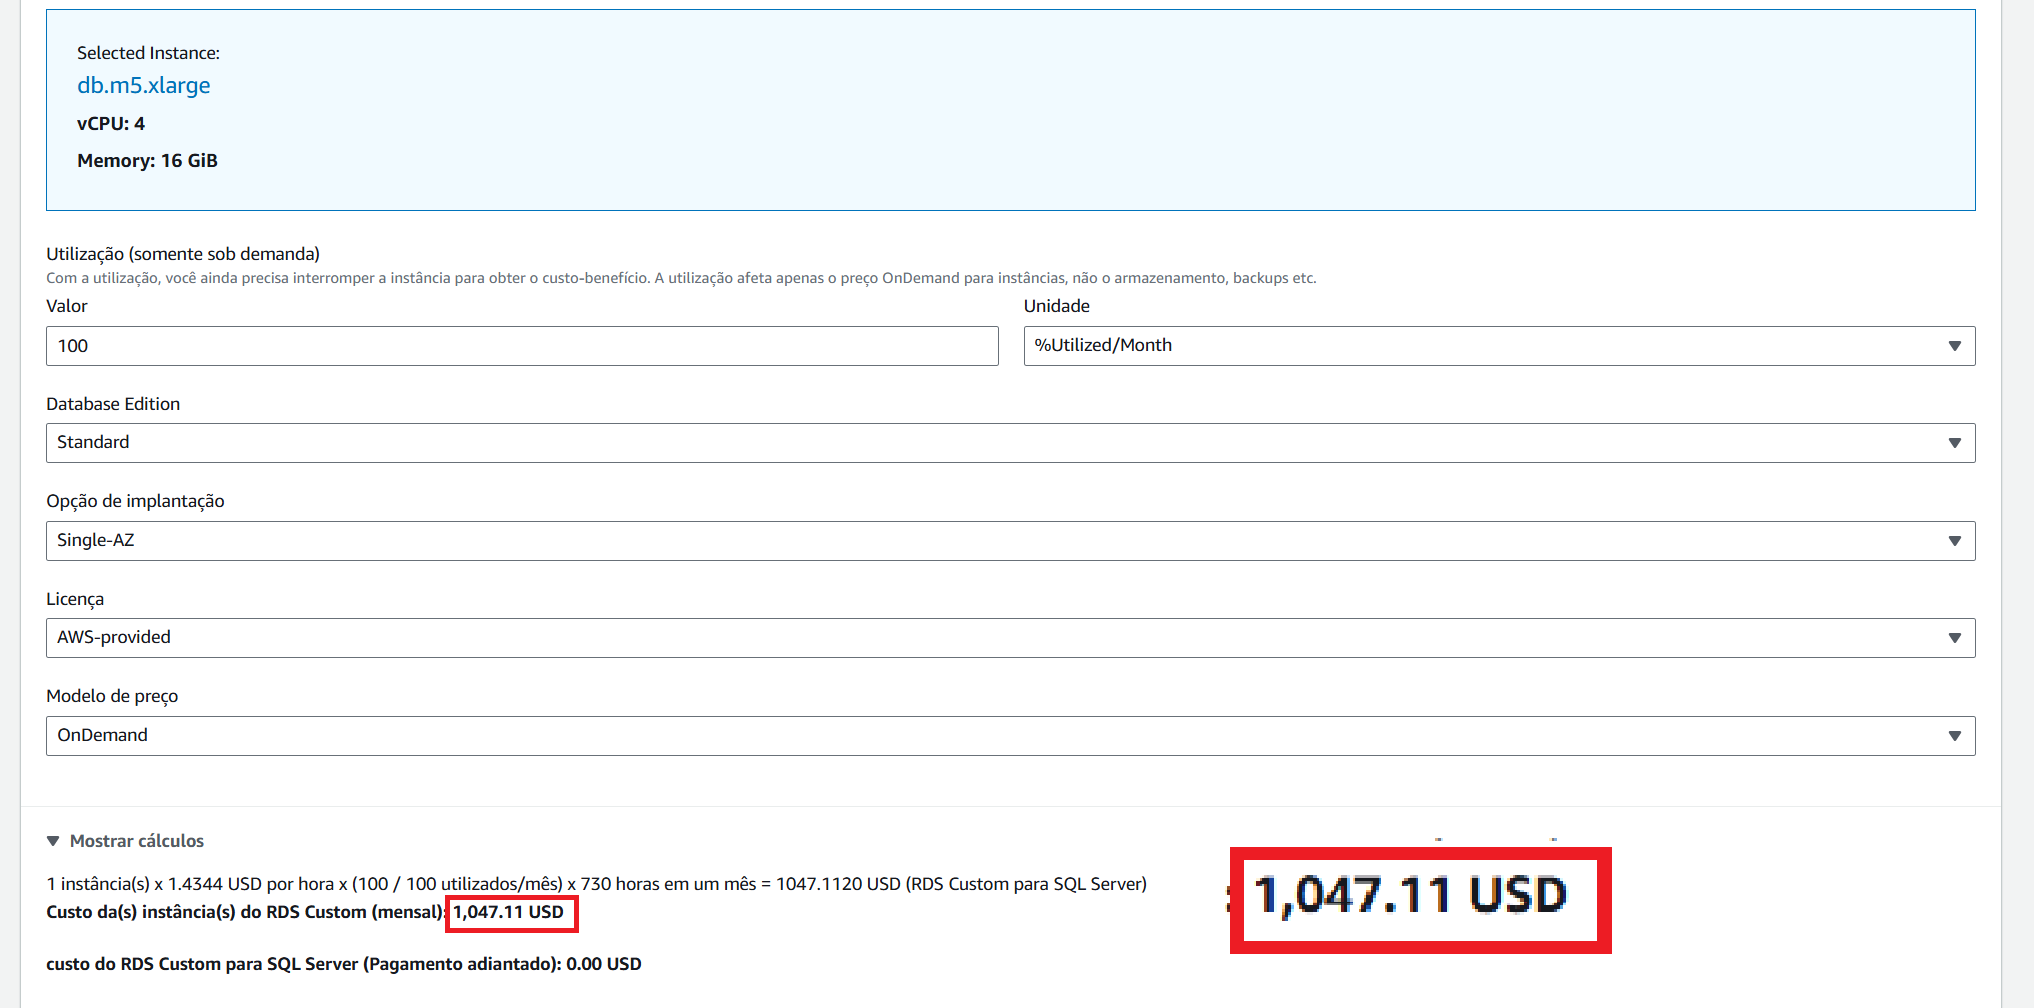 Selected Instance:
db.m5.xlarge
vCPU: 4
Memory: 16 GiB
Utilização (somente sob demanda)
Com a utilização, você ainda precisa interromper a instância para obter o custo-benefício. A utilização afeta apenas o preço OnDemand para instâncias, não o armazenamento, backups etc.
Valor
Unidade
100
%Utilized/Month
Database Edition
Standard
Opção de implantação
Single-AZ
Licença
AWS-provided
Modelo de preço
OnDemand
Mostrar cálculos
1 instância(s) x 1.4344 USD por hora x (100 / 100 utilizados/mês) x 730 horas em um mês = 1047.1120 USD (RDS Custom para SQL Server)
Custo da(s) instância(s) do RDS Custom (mensal): 1,047.11 USD
1,047.11 USD
custo do RDS Custom para SQL Server (Pagamento adiantado): 0.00 USD